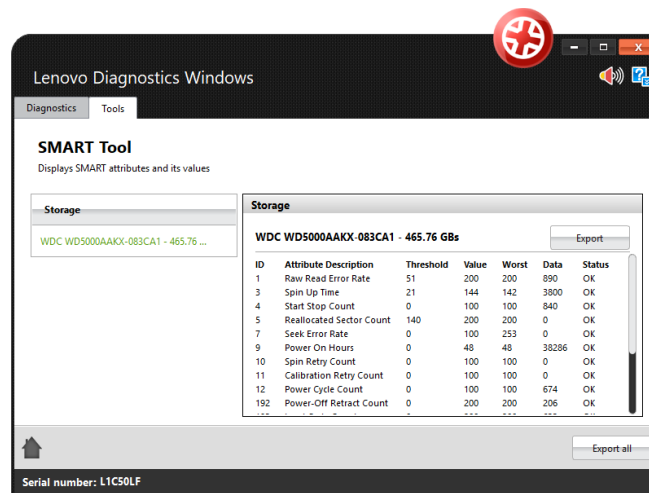 Lenovo Diagnostics Windows
Diagnostics Tools
SMART Tool
Displays SMART attributes and its values
Storage
WDC WD5000AAKX-083CA1 - 465.76 ...
Storage
WDC WD5000AAKX-083CA1 - 465.76 GBs Export
ID Attribute Description Threshold Value Worst Data Status
1 Raw Read Error Rate 51 200 200 890 OK
3 Spin Up Time 21 144 142 3800 OK
4 Start Stop Count 0 100 100 840 OK
5 Reallocated Sector Count 140 200 200 0 OK
7 Seek Error Rate 0 100 253 0 OK
9 Power On Hours 0 48 48 38286 OK
10 Spin Retry Count 0 100 100 0 OK
11 Calibration Retry Count 0 100 100 0 OK
12 Power Cycle Count 0 100 100 674 OK
192 Power-Off Retract Count 0 200 200 206 OK
Export all
Serial number: L1C50LF